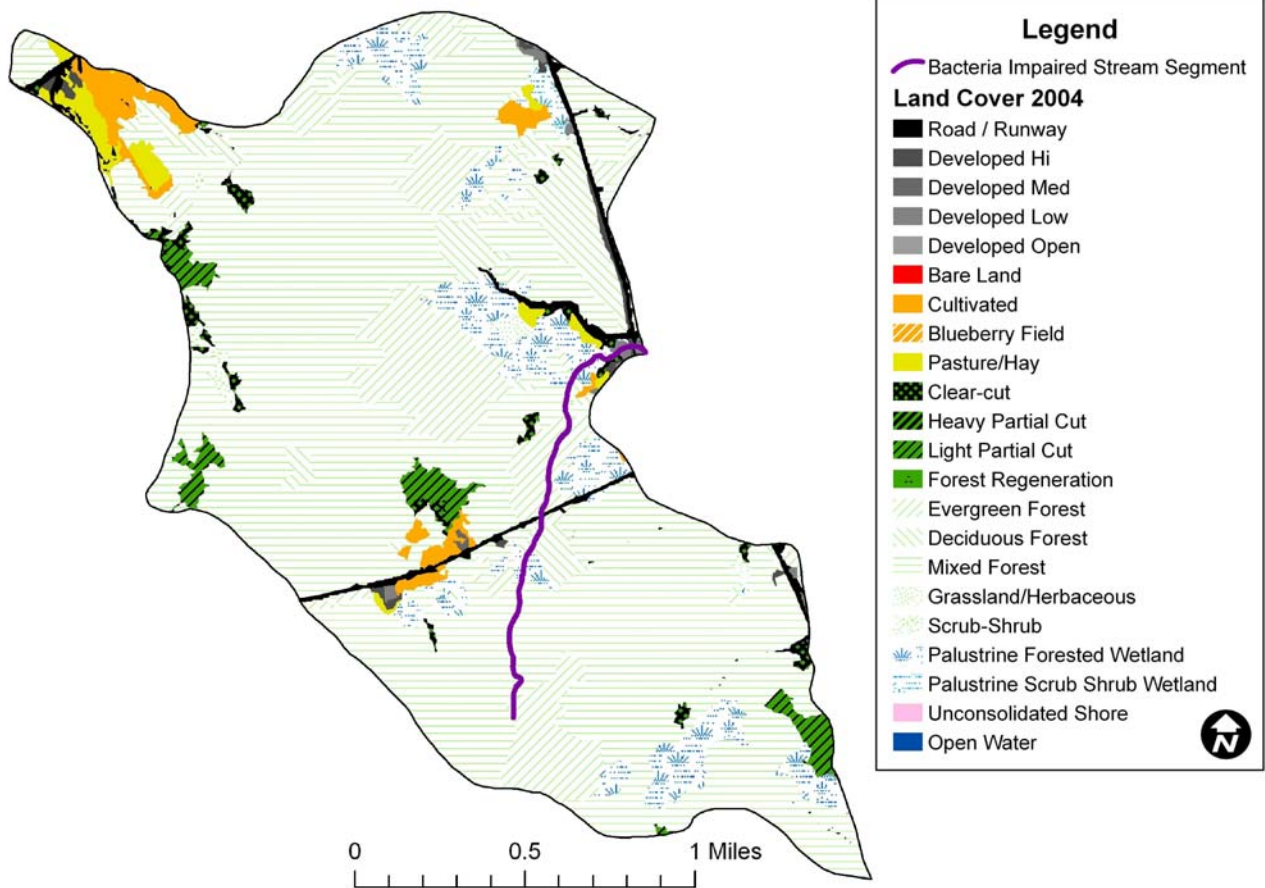 Legend
Bacteria Impaired Stream Segment
Land Cover 2004
Road / Runway
Developed Hi
Developed Med
Developed Low
Developed Open
Bare Land
Cultivated
Blueberry Field
Pasture/Hay
Clear-cut
Heavy Partial Cut
Light Partial Cut
Forest Regeneration
Evergreen Forest
Deciduous Forest
Mixed Forest
Grassland/Herbaceous
Scrub-Shrub
Palustrine Forested Wetland
Palustrine Scrub Shrub Wetland
Unconsolidated Shore
Open Water
N
0 0.5 1 Miles